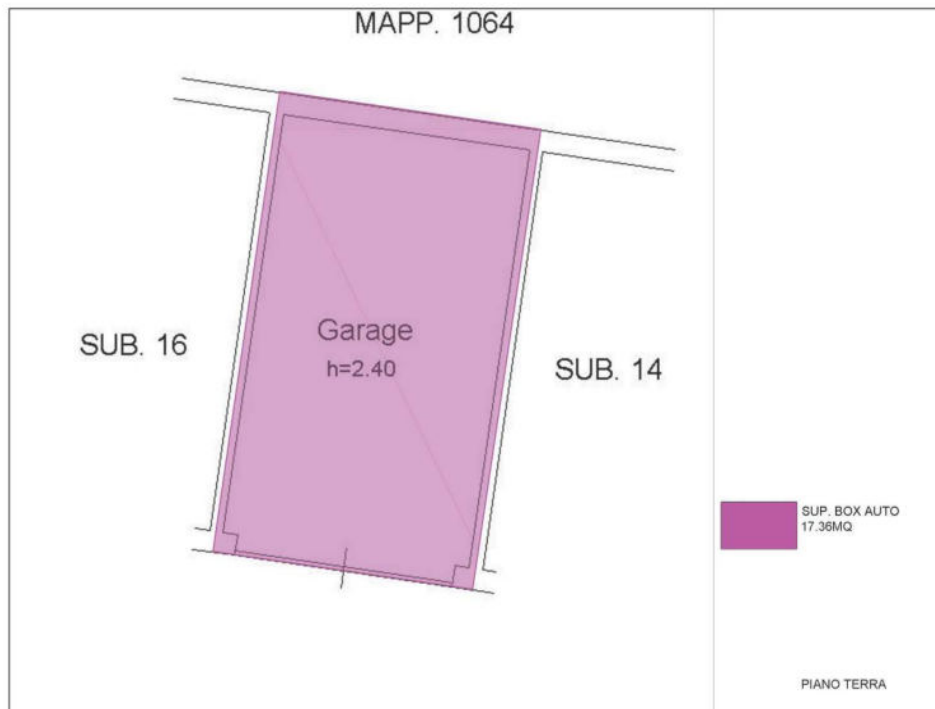 MAPP. 1064
SUB. 16
Garage
h=2.40
SUB. 14
SUP. BOX AUTO
17.36MQ
PIANO TERRA